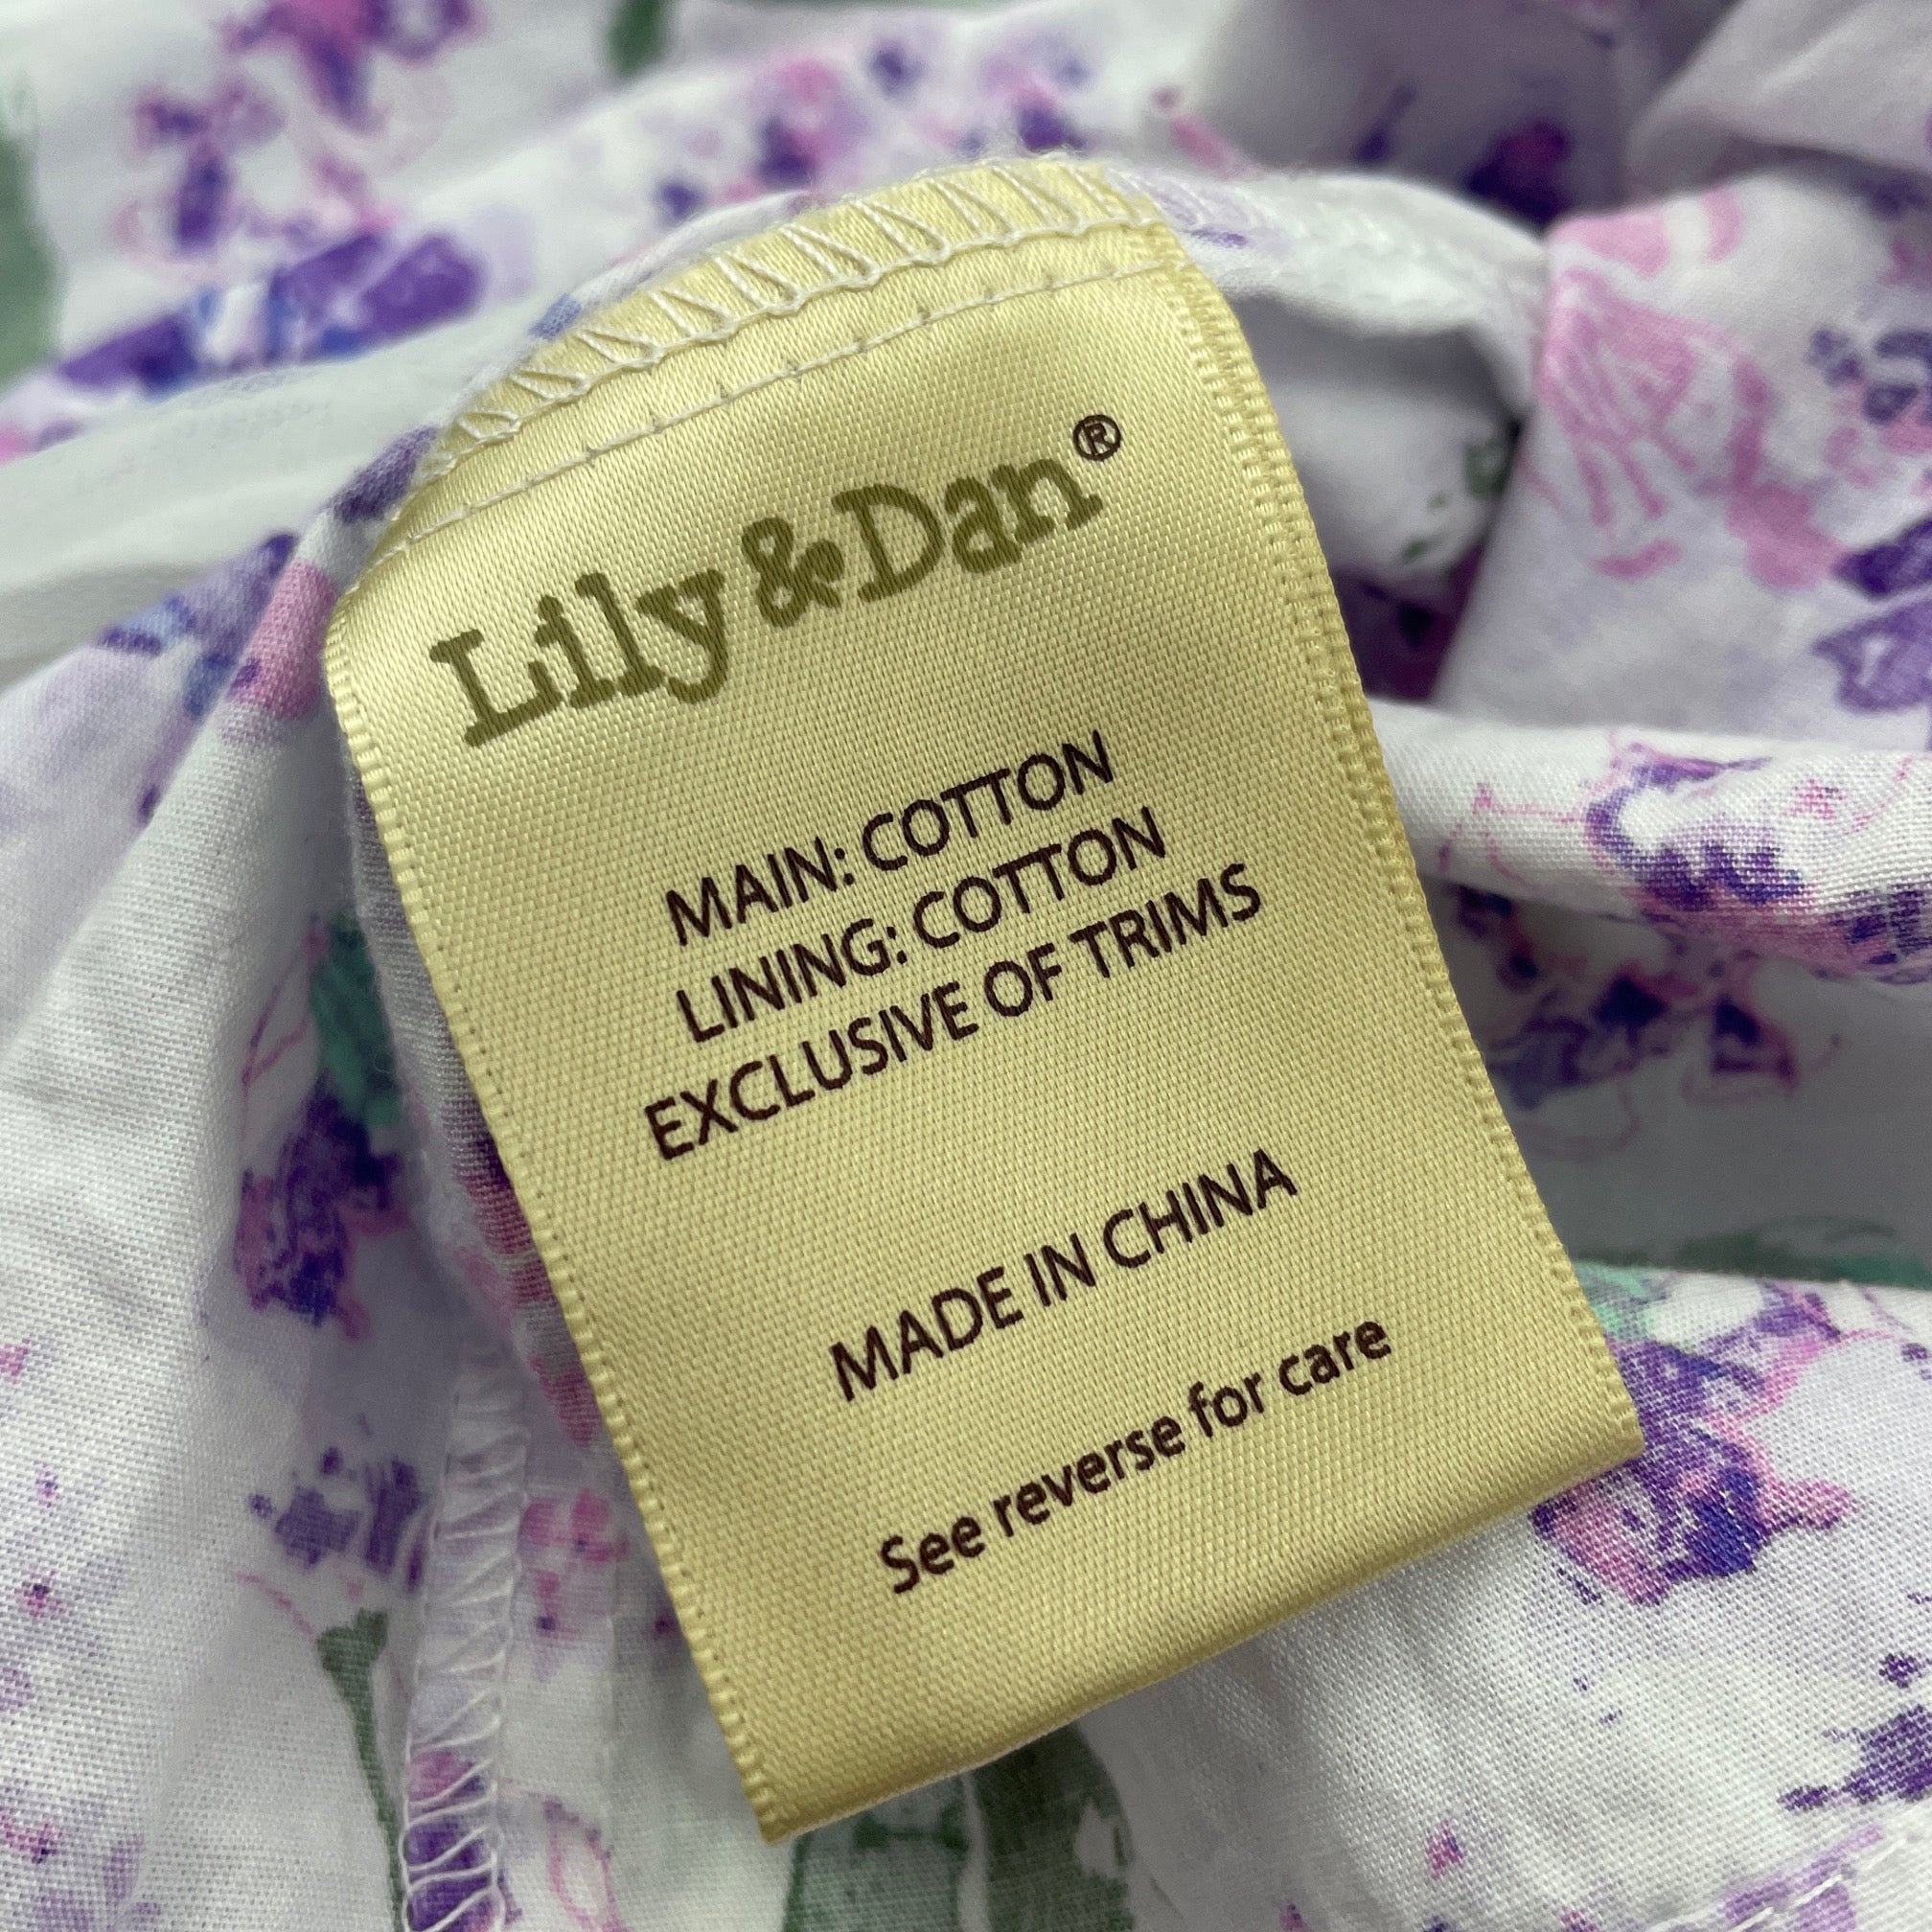 Lily & Dan®
MAIN: COTTON
LINING: COTTON
EXCLUSIVE OF TRIMS
MADE IN CHINA
See reverse for care